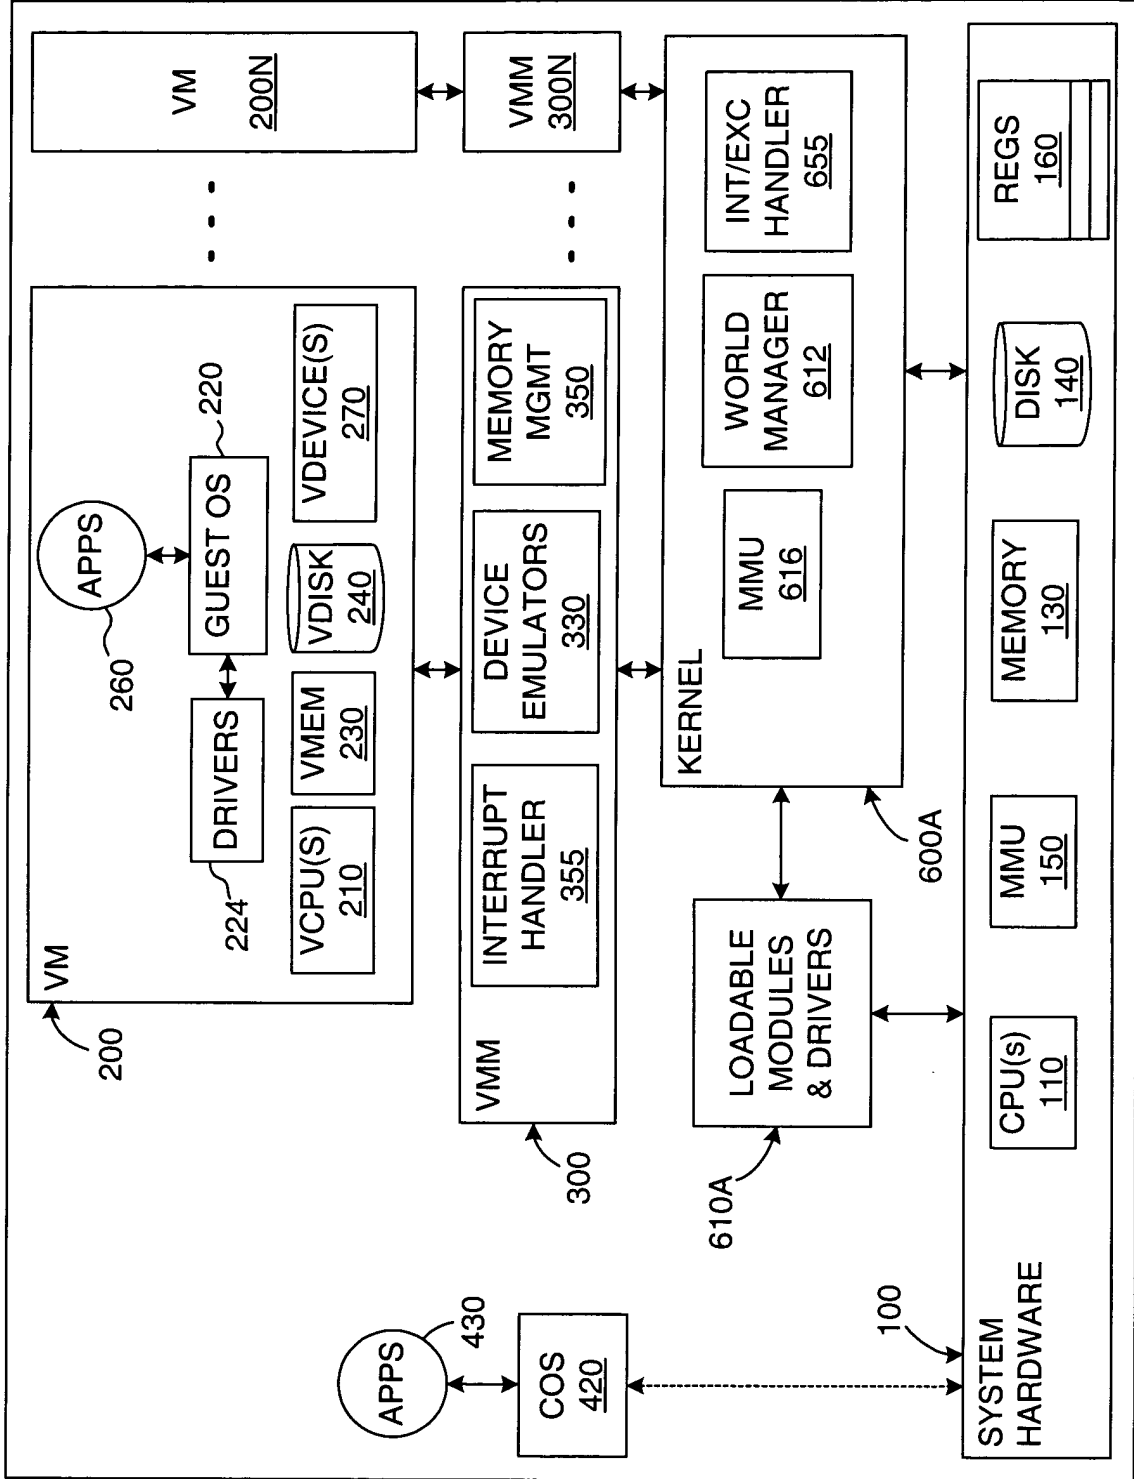 VM
200
APPS
260
GUEST OS
220
DRIVERS
224
VCPU(S)
210
VMEM
230
VDISK
240
VDEVICE(S)
270
VM
200N
VMM
300
INTERRUPT
HANDLER
355
DEVICE
EMULATORS
330
MEMORY
MGMT
350
VMM
300N
APPS
430
COS
420
LOADABLE
MODULES
& DRIVERS
610A
KERNEL
600A
MMU
616
WORLD
MANAGER
612
INT/EXC
HANDLER
655
SYSTEM
HARDWARE
100
CPU(s)
110
MMU
150
MEMORY
130
DISK
140
REGS
160